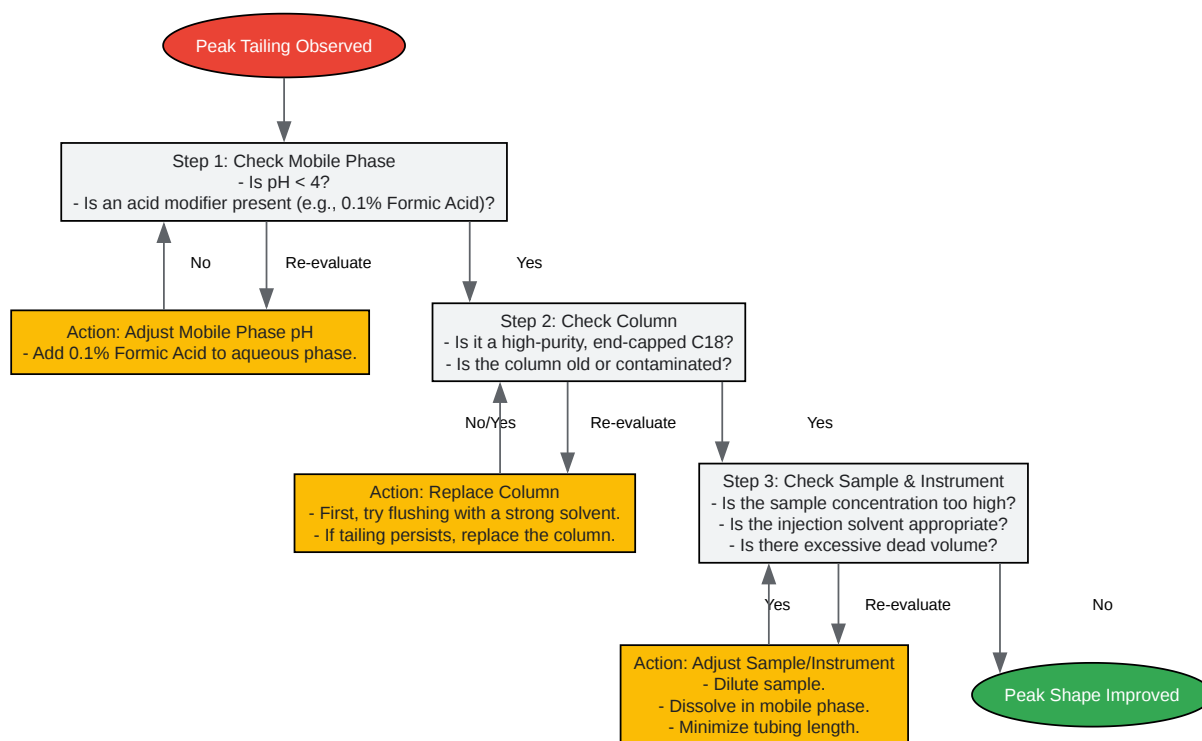 Peak Tailing Observed
Step 1: Check Mobile Phase
- Is pH < 4?
- Is an acid modifier present (e.g., 0.1% Formic Acid)?
No
Re-evaluate
Yes
Action: Adjust Mobile Phase pH
- Add 0.1% Formic Acid to aqueous phase.
Step 2: Check Column
- Is it a high-purity, end-capped C18?
- Is the column old or contaminated?
No/Yes
Re-evaluate
Yes
Action: Replace Column
- First, try flushing with a strong solvent.
- If tailing persists, replace the column.
Step 3: Check Sample & Instrument
- Is the sample concentration too high?
- Is the injection solvent appropriate?
- Is there excessive dead volume?
Yes
Re-evaluate
No
Action: Adjust Sample/Instrument
- Dilute sample.
- Dissolve in mobile phase.
- Minimize tubing length.
Peak Shape Improved